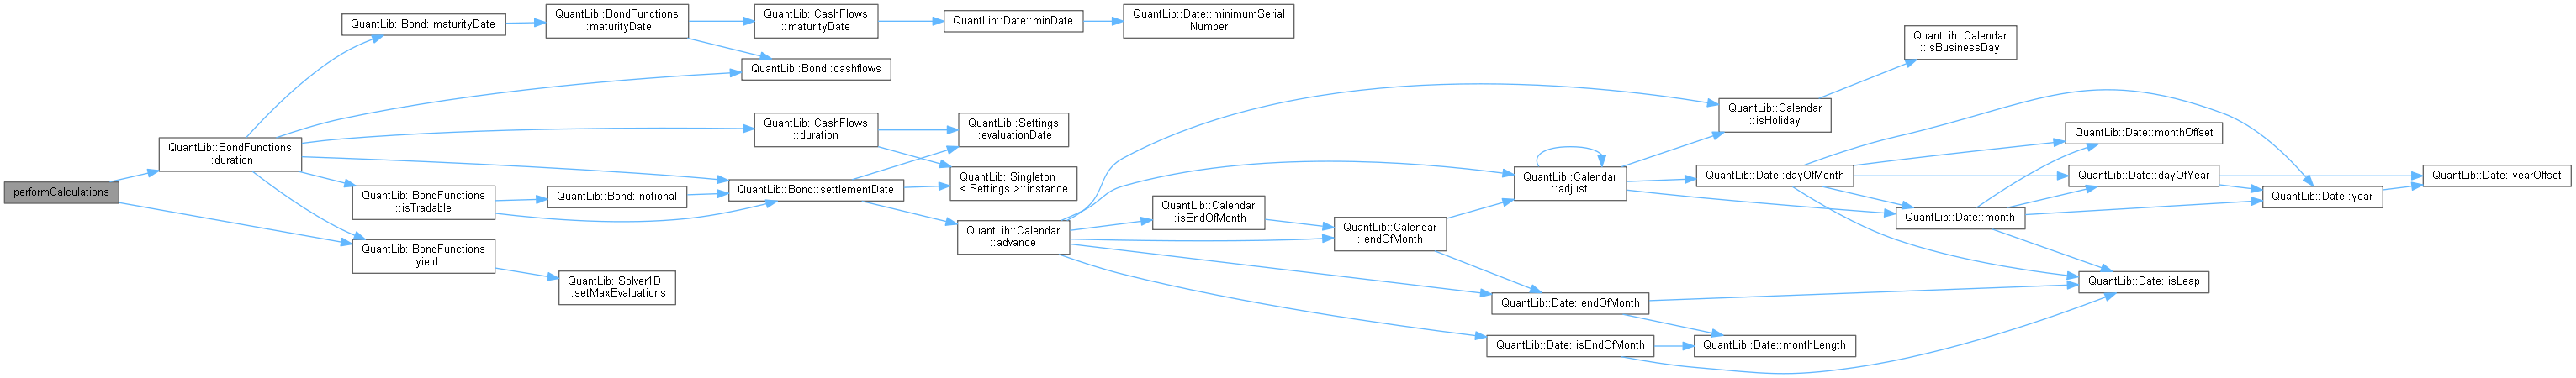 performCalculations
QuantLib::BondFunctions
::duration
QuantLib::Bond::maturityDate
QuantLib::BondFunctions
::isTradable
QuantLib::BondFunctions
::yield
QuantLib::BondFunctions
::maturityDate
QuantLib::Bond::notional
QuantLib::Solver1D
::setMaxEvaluations
QuantLib::CashFlows
::maturityDate
QuantLib::Bond::cashflows
QuantLib::CashFlows
::duration
QuantLib::Bond::settlementDate
QuantLib::Date::minDate
QuantLib::Settings
::evaluationDate
QuantLib::Singleton
< Settings >::instance
QuantLib::Calendar
::advance
QuantLib::Date::minimumSerial
Number
QuantLib::Calendar
::isEndOfMonth
QuantLib::Calendar
::endOfMonth
QuantLib::Calendar
::adjust
QuantLib::Date::endOfMonth
QuantLib::Date::isEndOfMonth
QuantLib::Calendar
::isHoliday
QuantLib::Date::dayOfMonth
QuantLib::Date::monthLength
QuantLib::Calendar
::isBusinessDay
QuantLib::Date::month
QuantLib::Date::monthOffset
QuantLib::Date::dayOfYear
QuantLib::Date::isLeap
QuantLib::Date::year
QuantLib::Date::yearOffset